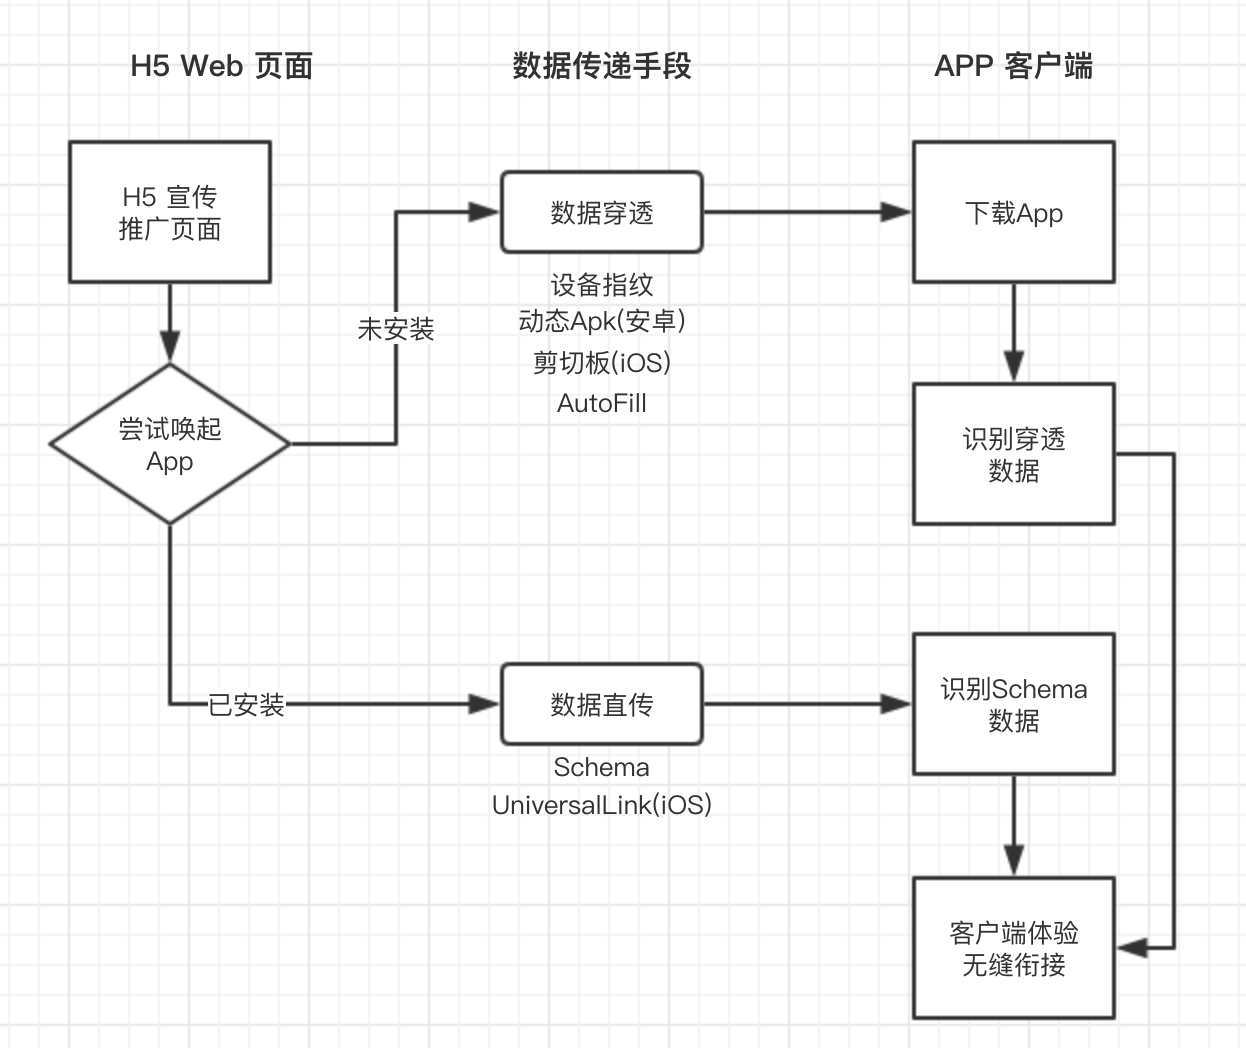 H5 Web 页面
数据传递手段
APP 客户端
H5 宣传
推广页面
数据穿透
下载App
设备指纹
动态Apk(安卓)
剪切板(iOS)
AutoFill
未安装
尝试唤起
App
识别穿透
数据
已安装
数据直传
识别Schema
数据
Schema
UniversalLink(iOS)
客户端体验
无缝衔接